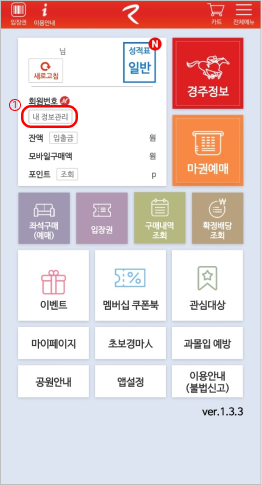 입장권 이용안내 카트 전체메뉴
님
성적표 N
일반
새로고침
경주정보
회원번호 N
① 내 정보관리
잔액 입출금 원
모바일구매액 원
포인트 조회 p
마권예매
좌석구매
(예매)
입장권
구매내역
조회
확정배당
조회
이벤트
멤버십 쿠폰북
관심대상
마이페이지
초보경마人
과몰입 예방
공원안내
앱설정
이용안내
(불법신고)
ver.1.3.3